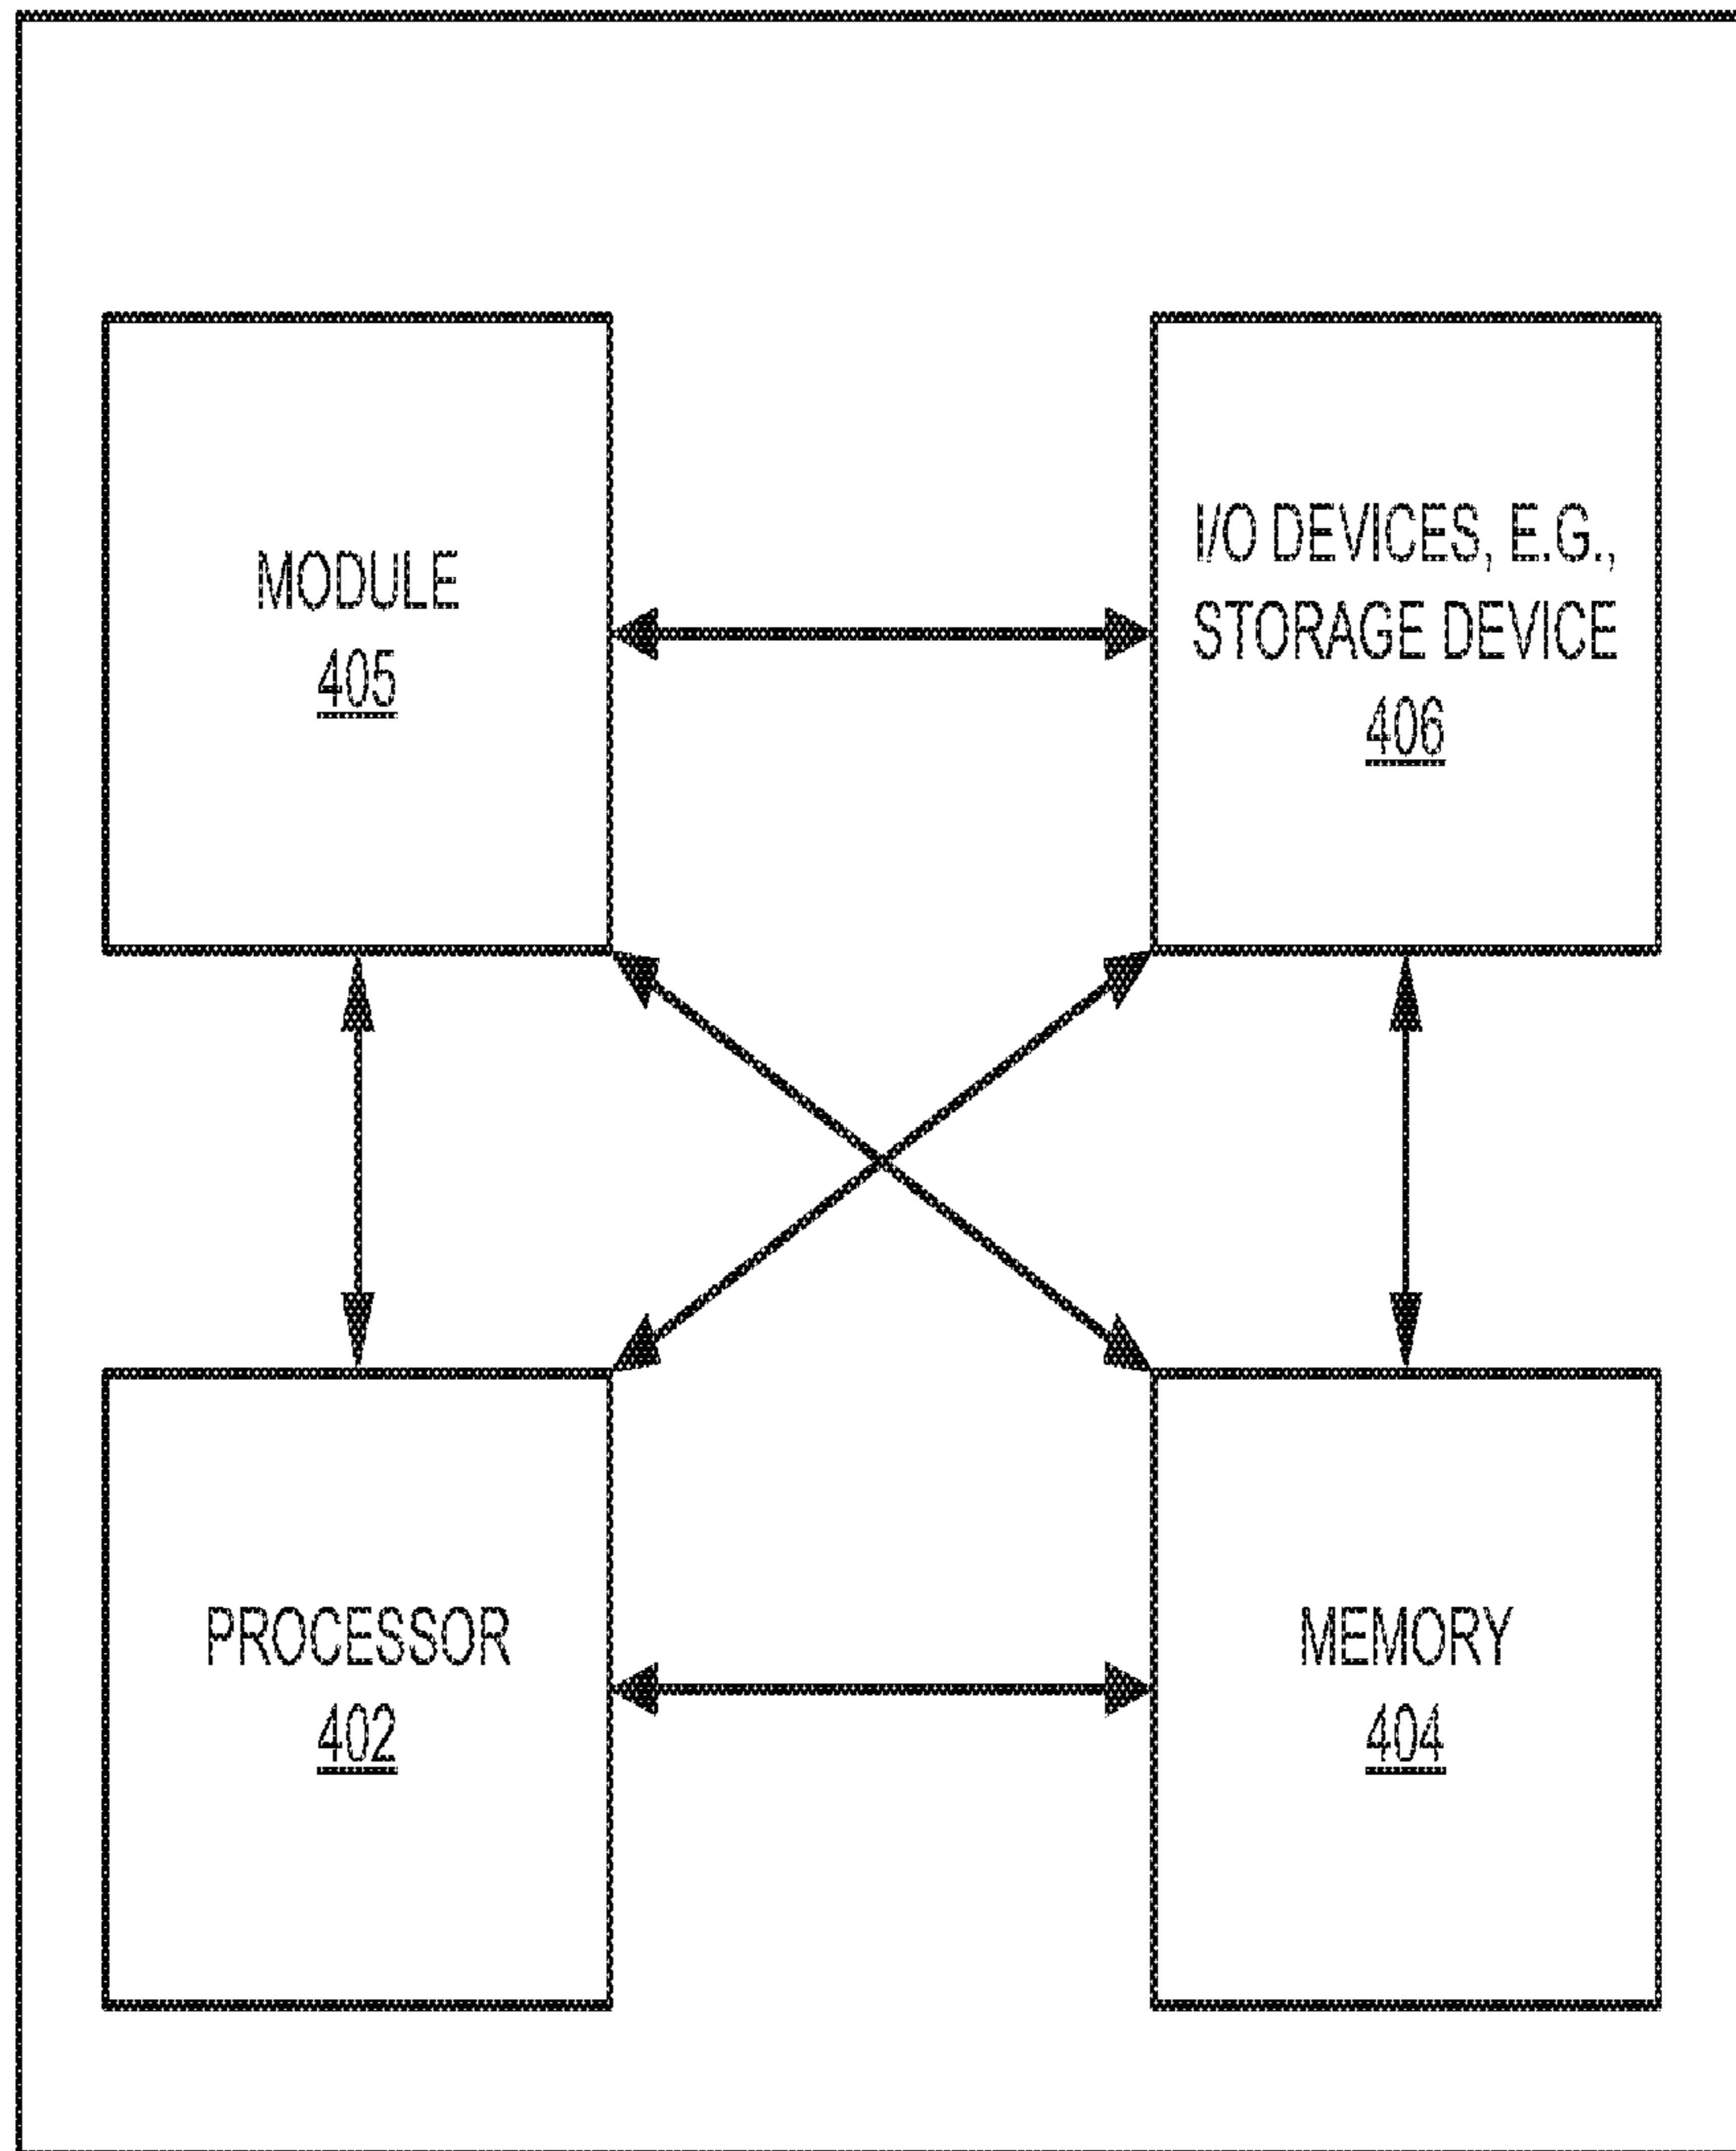 MODULE
405
I/O DEVICES, E.G.,
STORAGE DEVICE
406
PROCESSOR
402
MEMORY
404